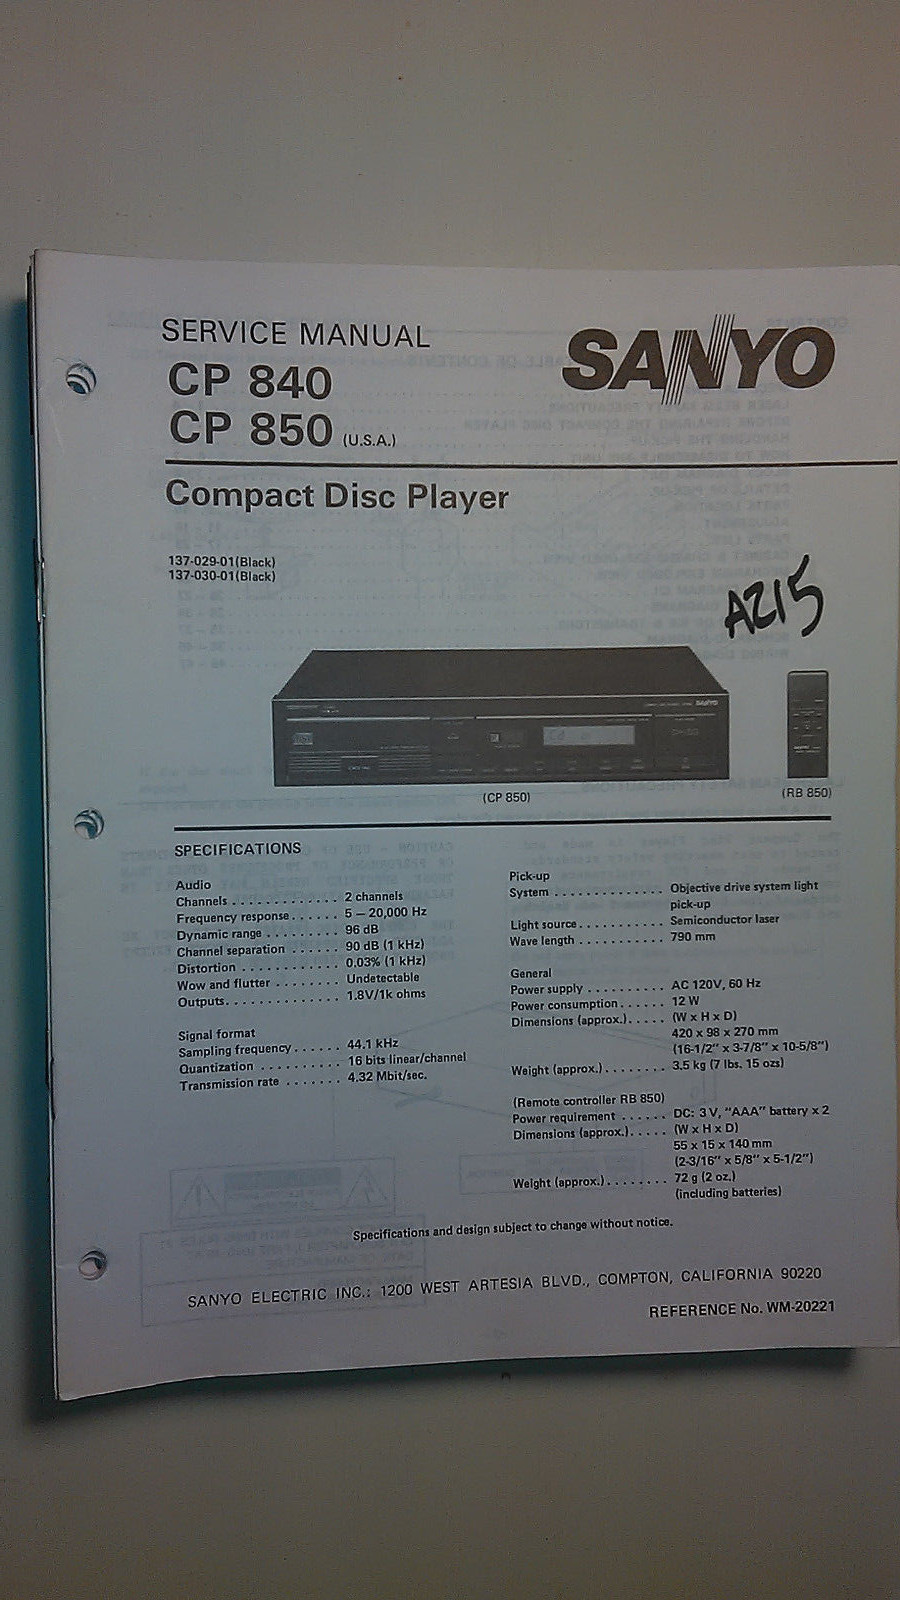 SERVICE MANUAL
SANYO
CP 840
CP 850 (U.S.A.)
Compact Disc Player
137-029-01(Black)
137-030-01(Black)
A215
SANYO
(CP 850)
(RB 850)
SPECIFICATIONS
Audio
Channels . . . . . . . . . . . . 2 channels
Frequency response . . . . . . 5 – 20,000 Hz
Dynamic range . . . . . . . . . 96 dB
Channel separation . . . . . . 90 dB (1 kHz)
Distortion . . . . . . . . . . . . 0.03% (1 kHz)
Wow and flutter . . . . . . . . Undetectable
Outputs. . . . . . . . . . . . . . 1.8V/1k ohms
Signal format
Sampling frequency . . . . . . 44.1 kHz
Quantization . . . . . . . . . . 16 bits linear/channel
Transmission rate . . . . . . . 4.32 Mbit/sec.
Pick-up
System . . . . . . . . . . . . . . Objective drive system light
pick-up
Light source . . . . . . . . . . . Semiconductor laser
Wave length . . . . . . . . . . . 790 mm
General
Power supply . . . . . . . . . . AC 120V, 60 Hz
Power consumption . . . . . . 12 W
Dimensions (approx.) . . . . . (W x H x D)
420 x 98 x 270 mm
(16-1/2" x 3-7/8" x 10-5/8")
Weight (approx.) . . . . . . . . 3.5 kg (7 lbs. 15 ozs)
(Remote controller RB 850)
Power requirement . . . . . . DC: 3 V, "AAA" battery x 2
Dimensions (approx.) . . . . . (W x H x D)
55 x 15 x 140 mm
(2-3/16" x 5/8" x 5-1/2")
Weight (approx.) . . . . . . . . 72 g (2 oz.)
(including batteries)
Specifications and design subject to change without notice.
SANYO ELECTRIC INC.: 1200 WEST ARTESIA BLVD., COMPTON, CALIFORNIA 90220
REFERENCE No. WM-20221